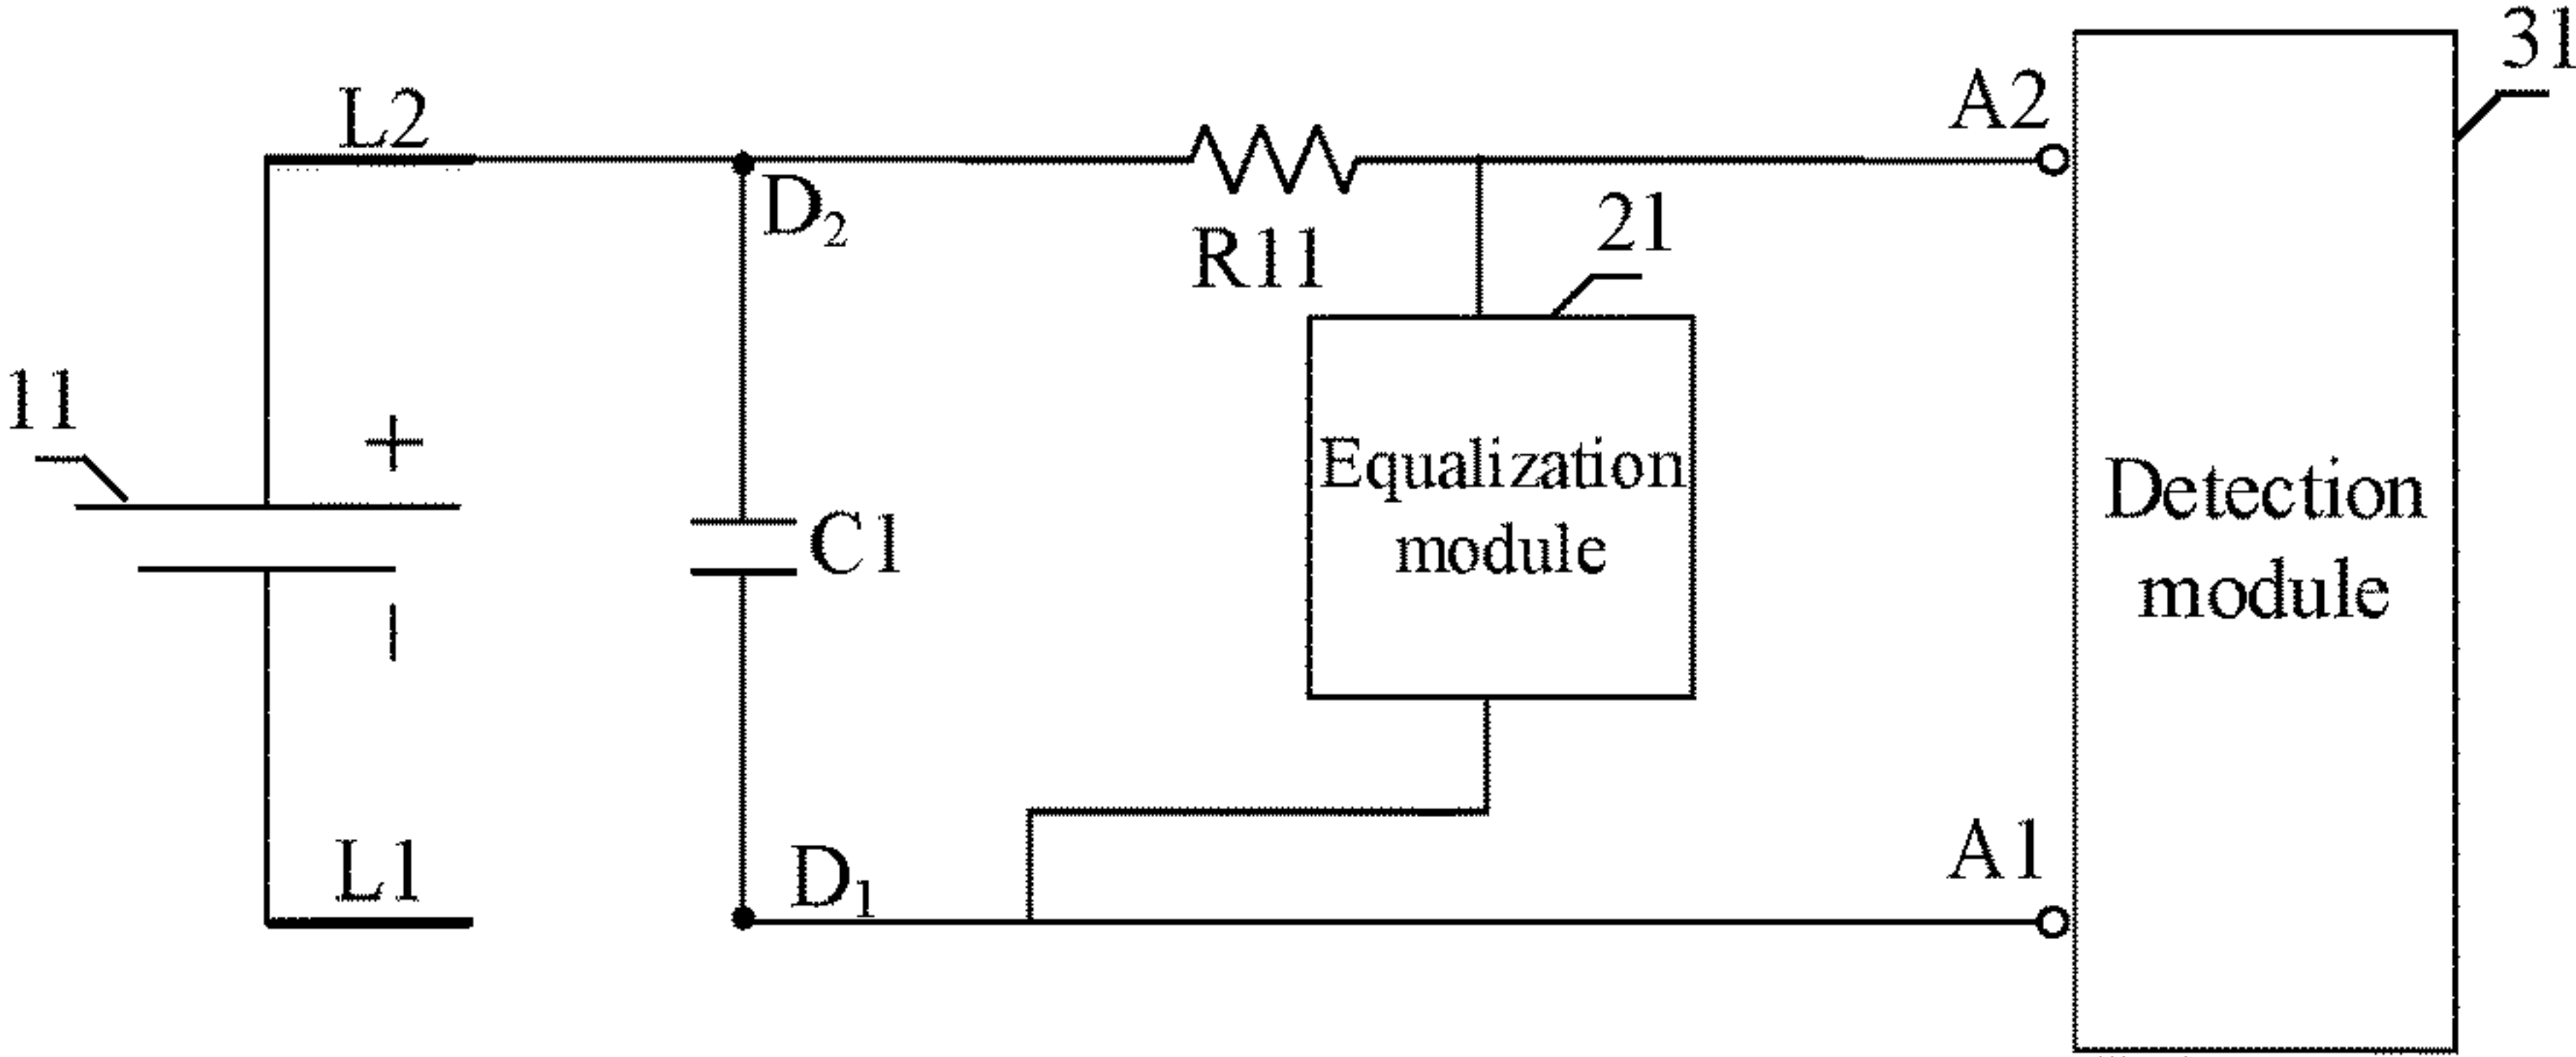 31
L2
A2
D₂
R11
21
11
+
Equalization
module
C1
Detection
module
−
L1
D₁
A1